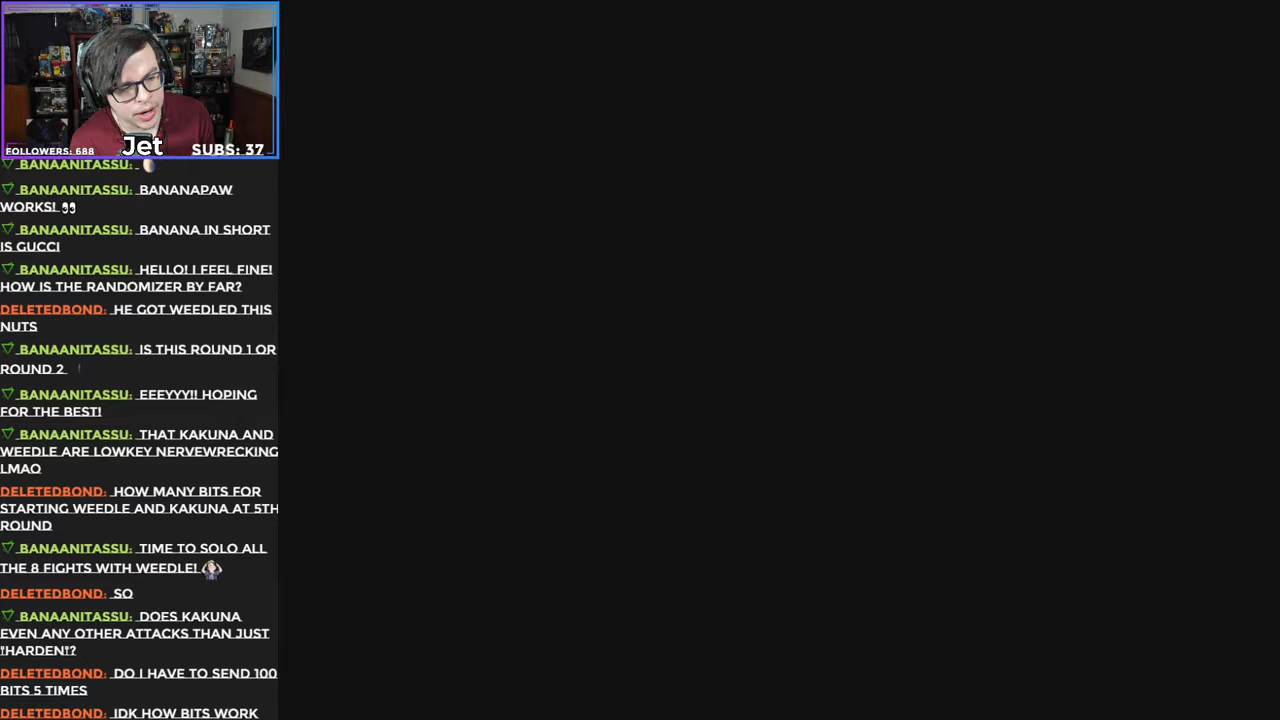 Jet
FOLLOWERS: 688
SUBS: 37
BANAANITASSU:
BANAANITASSU: BANANAPAW
WORKS! 👀
BANAANITASSU: BANANA IN SHORT
IS GUCCI
BANAANITASSU: HELLO! I FEEL FINE!
HOW IS THE RANDOMIZER BY FAR?
DELETEDBOND: HE GOT WEEDLED THIS
NUTS
BANAANITASSU: IS THIS ROUND 1 OR
ROUND 2
BANAANITASSU: EEEYYY!! HOPING
FOR THE BEST!
BANAANITASSU: THAT KAKUNA AND
WEEDLE ARE LOWKEY NERVEWRECKING
LMAO
DELETEDBOND: HOW MANY BITS FOR
STARTING WEEDLE AND KAKUNA AT 5TH
ROUND
BANAANITASSU: TIME TO SOLO ALL
THE 8 FIGHTS WITH WEEDLE!
DELETEDBOND: SO
BANAANITASSU: DOES KAKUNA
EVEN ANY OTHER ATTACKS THAN JUST
"HARDEN"?
DELETEDBOND: DO I HAVE TO SEND 100
BITS 5 TIMES
DELETEDBOND: IDK HOW BITS WORK